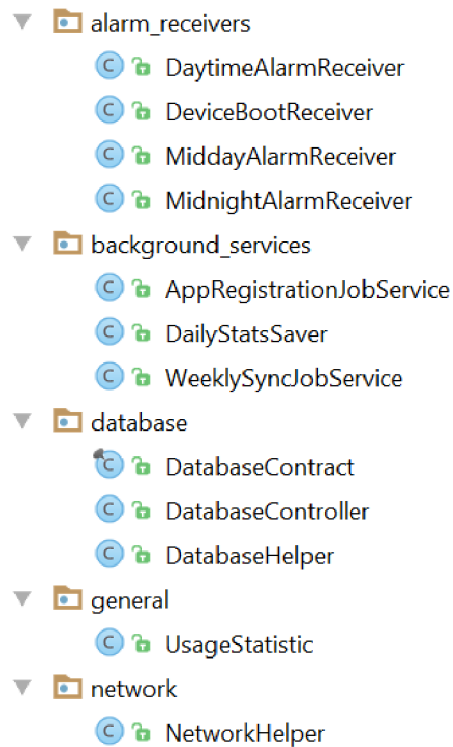 alarm_receivers
DaytimeAlarmReceiver
DeviceBootReceiver
MiddayAlarmReceiver
MidnightAlarmReceiver
background_services
AppRegistrationJobService
DailyStatsSaver
WeeklySyncJobService
database
DatabaseContract
DatabaseController
DatabaseHelper
general
UsageStatistic
network
NetworkHelper